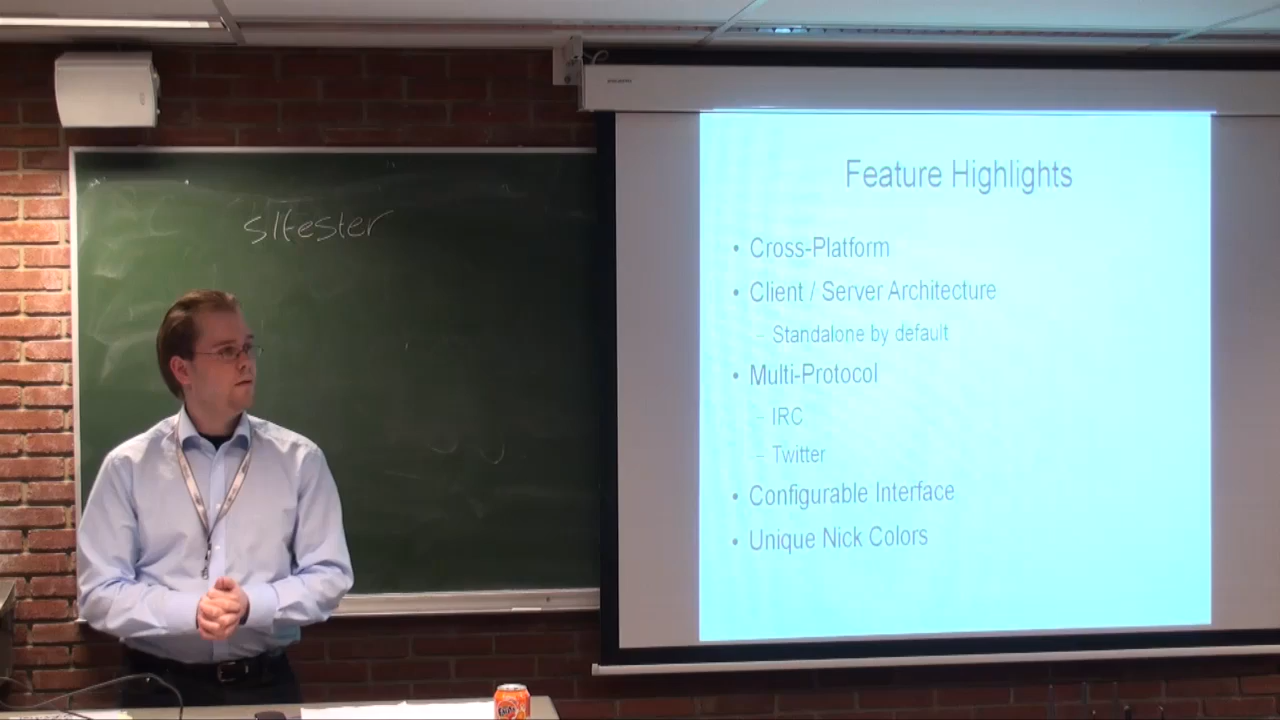 slfester
Feature Highlights
• Cross-Platform
• Client / Server Architecture
– Standalone by default
• Multi-Protocol
– IRC
– Twitter
• Configurable Interface
• Unique Nick Colors